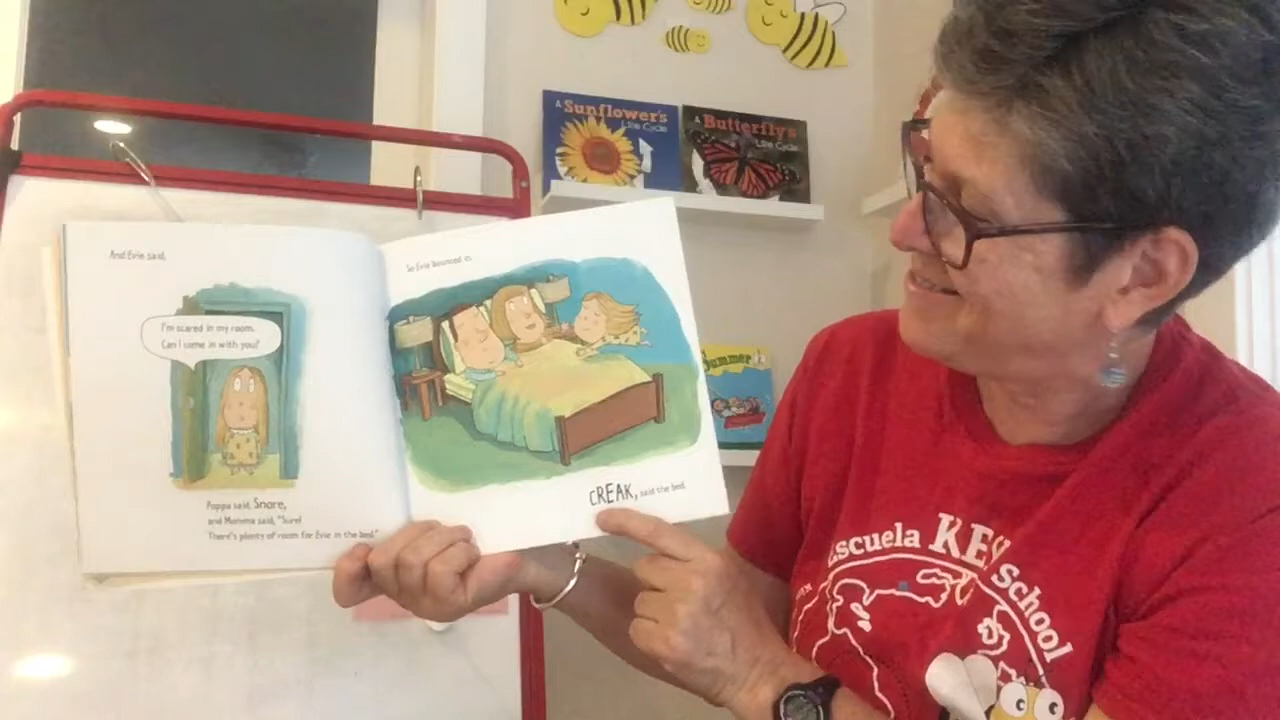 A Sunflower's
Life Cycle
A Butterfly's
Life Cycle
Summer
And Evie said,
I'm scared in my room.
Can I come in with you?
Poppa said, Snore,
and Momma said, "Sure!
There's plenty of room for Evie in the bed."
So Evie bounced in.
CREAK, said the bed.
Escuela KEY School